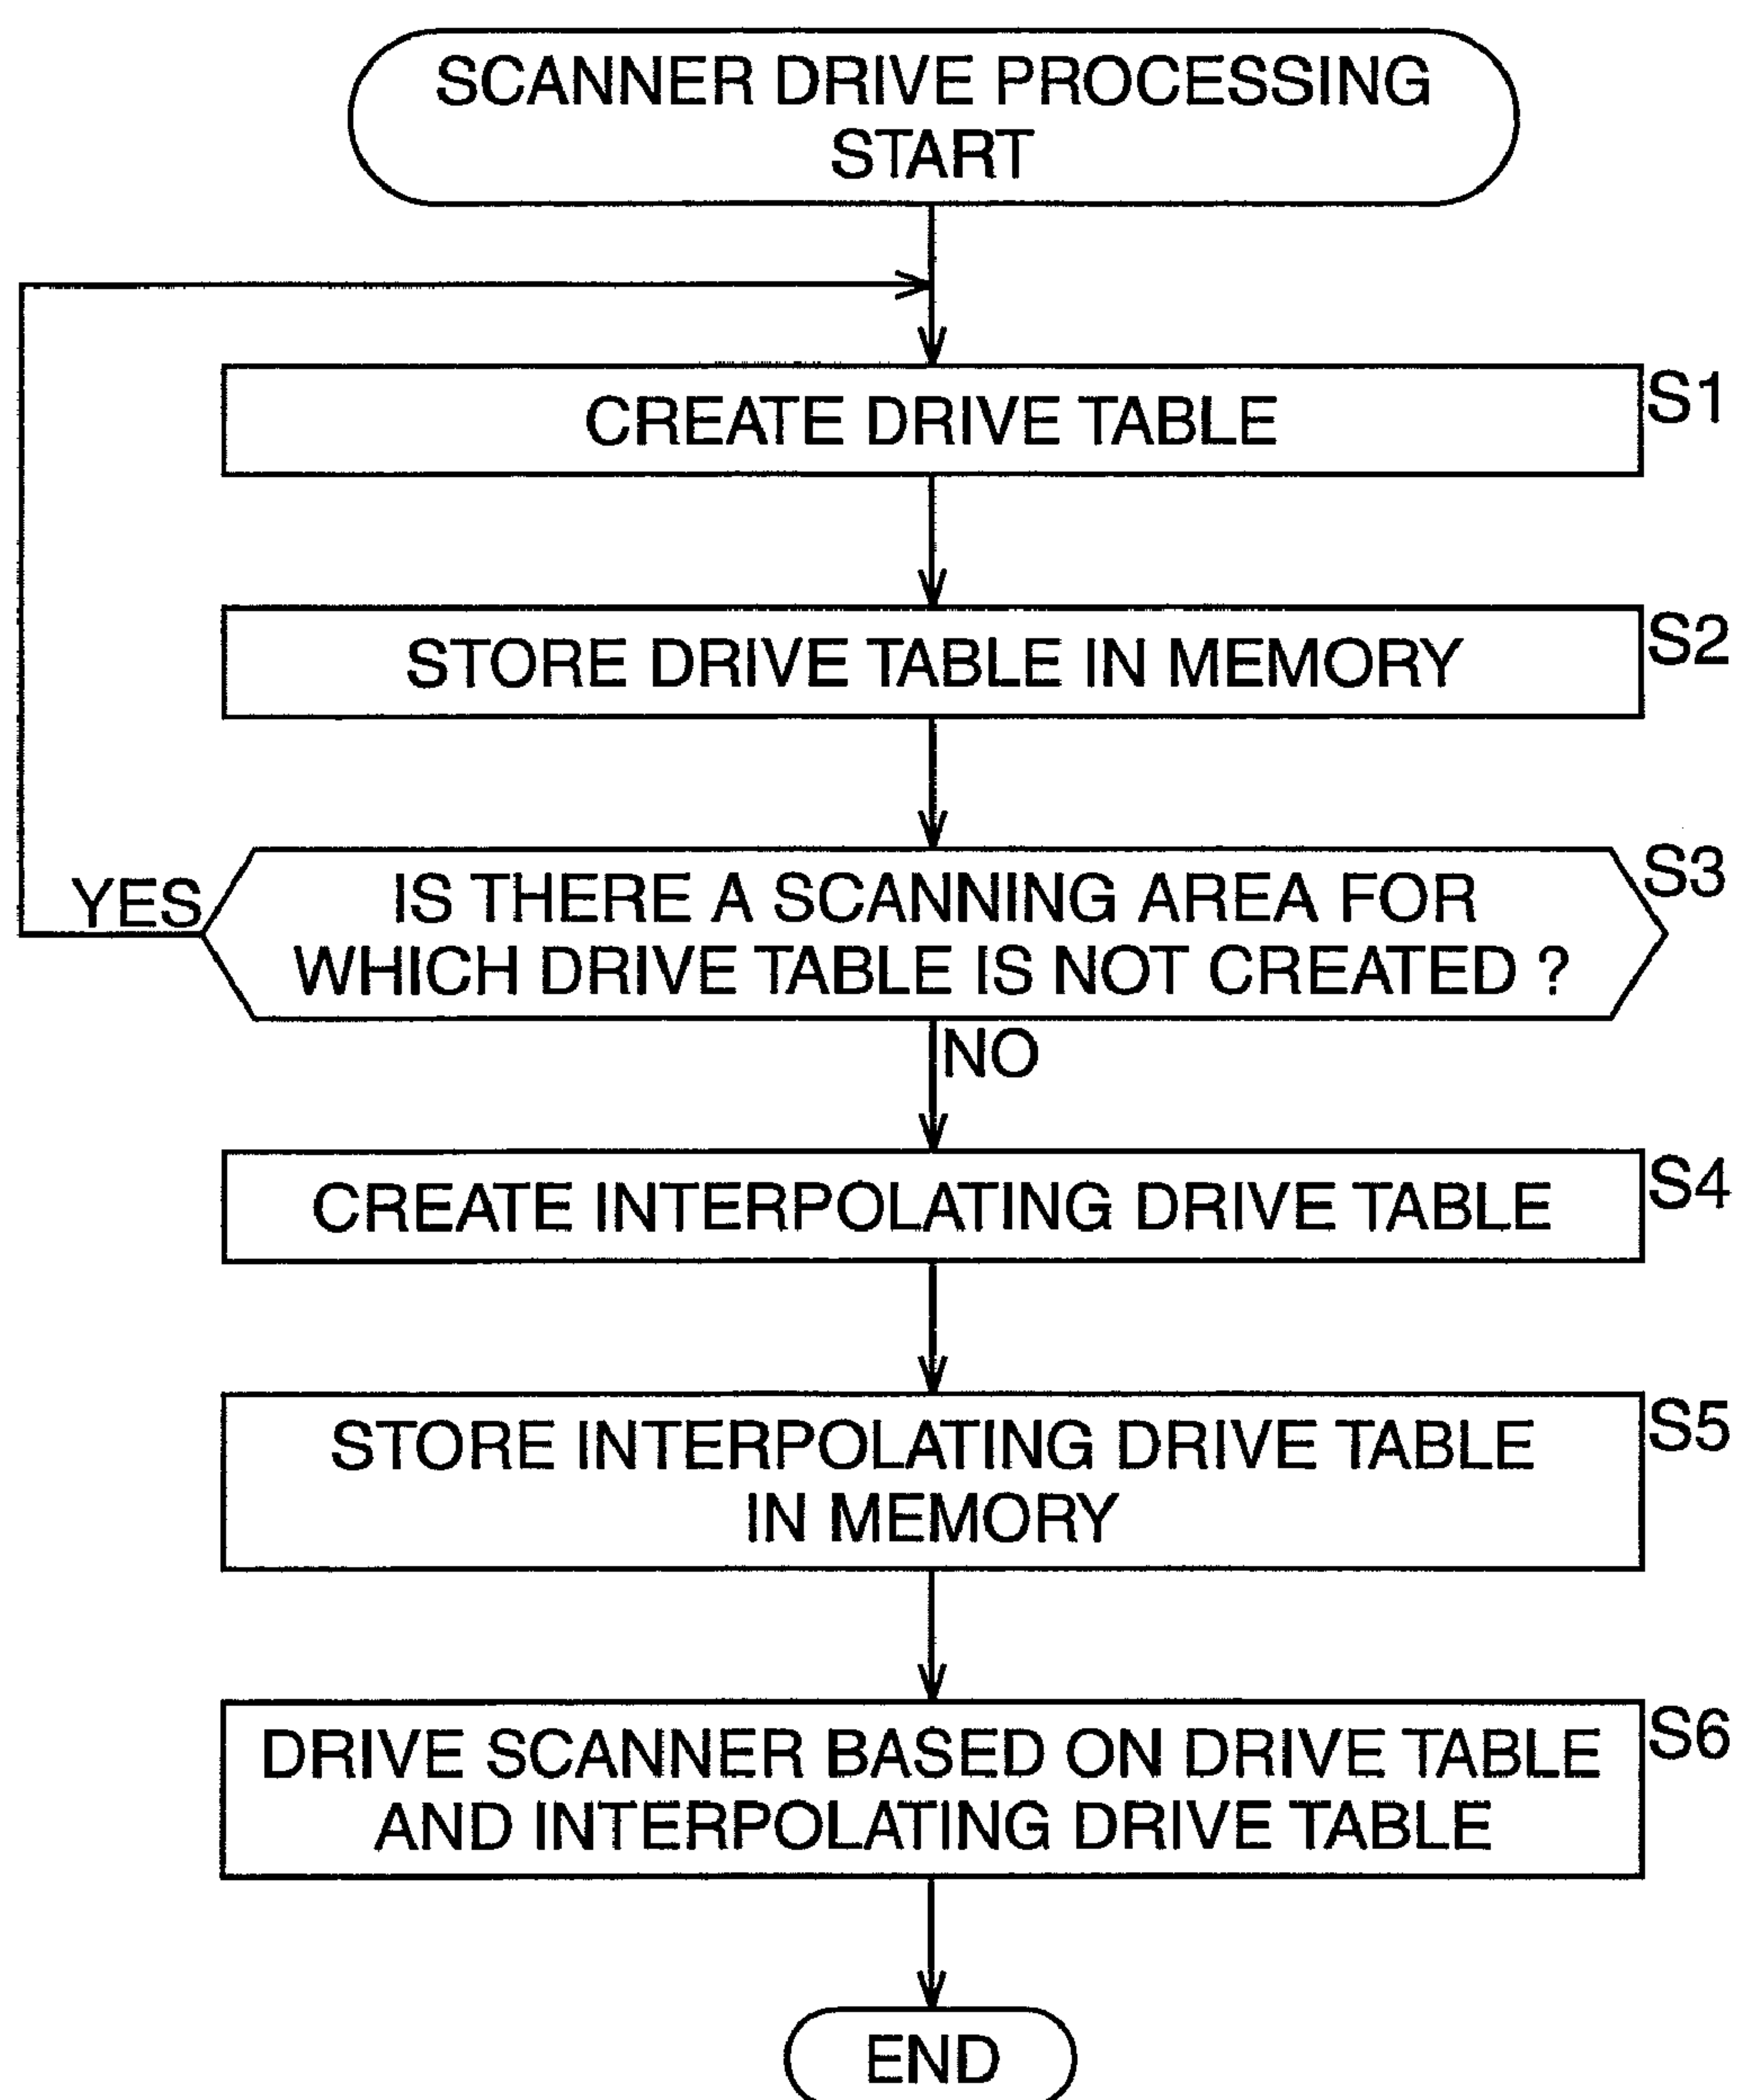 SCANNER DRIVE PROCESSING
START
CREATE DRIVE TABLE
S1
STORE DRIVE TABLE IN MEMORY
S2
IS THERE A SCANNING AREA FOR
WHICH DRIVE TABLE IS NOT CREATED ?
S3
YES
NO
CREATE INTERPOLATING DRIVE TABLE
S4
STORE INTERPOLATING DRIVE TABLE
IN MEMORY
S5
DRIVE SCANNER BASED ON DRIVE TABLE
AND INTERPOLATING DRIVE TABLE
S6
END